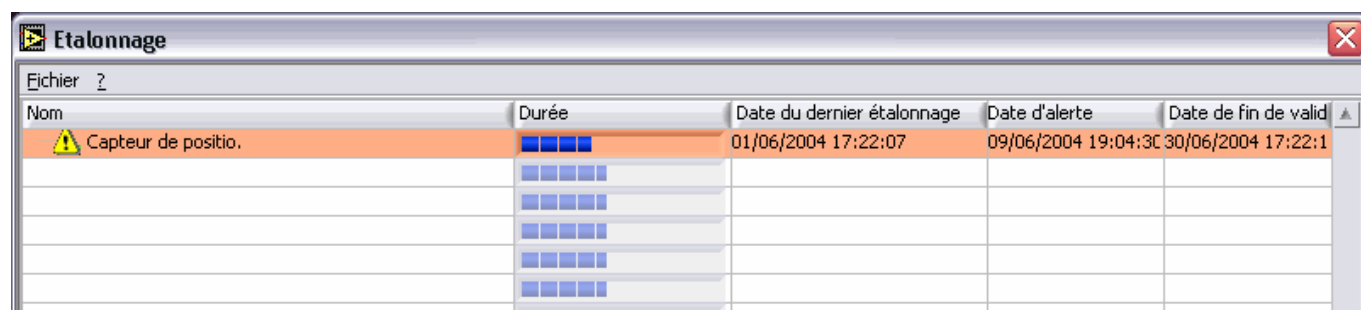 Etalonnage
Fichier ?
Nom Durée Date du dernier étalonnage Date d'alerte Date de fin de valid
Capteur de positio. 01/06/2004 17:22:07 09/06/2004 19:04:30 30/06/2004 17:22:1